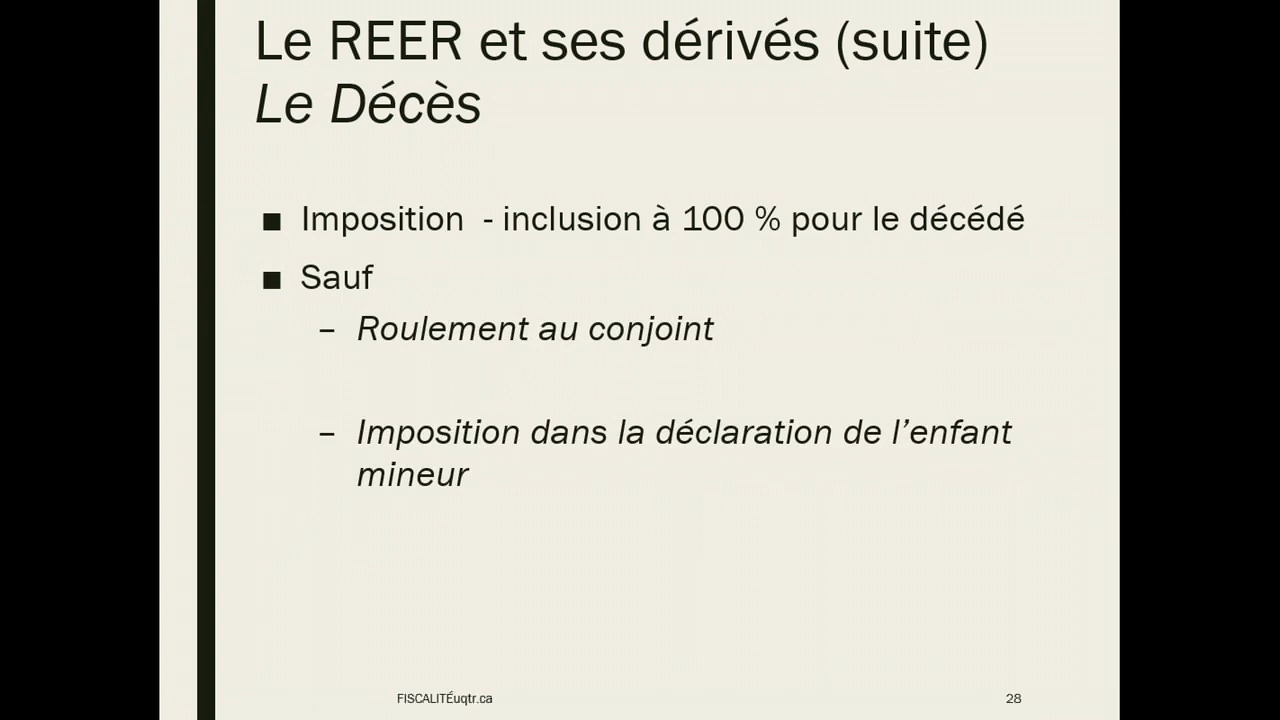 Le REER et ses dérivés (suite)
Le Décès
■ Imposition - inclusion à 100 % pour le décédé
■ Sauf
– Roulement au conjoint
– Imposition dans la déclaration de l’enfant
mineur
FISCALITÉuqtr.ca
28